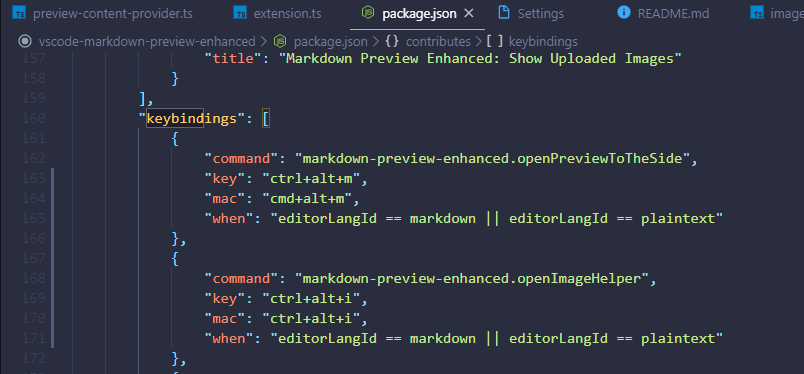 preview-content-provider.ts extension.ts package.json Settings README.md image
vscode-markdown-preview-enhanced > package.json > {} contributes > [ ] keybindings
157 "title": "Markdown Preview Enhanced: Show Uploaded Images"
158 }
159 ],
160 "keybindings": [
161 {
162 "command": "markdown-preview-enhanced.openPreviewToTheSide",
163 "key": "ctrl+alt+m",
164 "mac": "cmd+alt+m",
165 "when": "editorLangId == markdown || editorLangId == plaintext"
166 },
167 {
168 "command": "markdown-preview-enhanced.openImageHelper",
169 "key": "ctrl+alt+i",
170 "mac": "ctrl+alt+i",
171 "when": "editorLangId == markdown || editorLangId == plaintext"
172 },